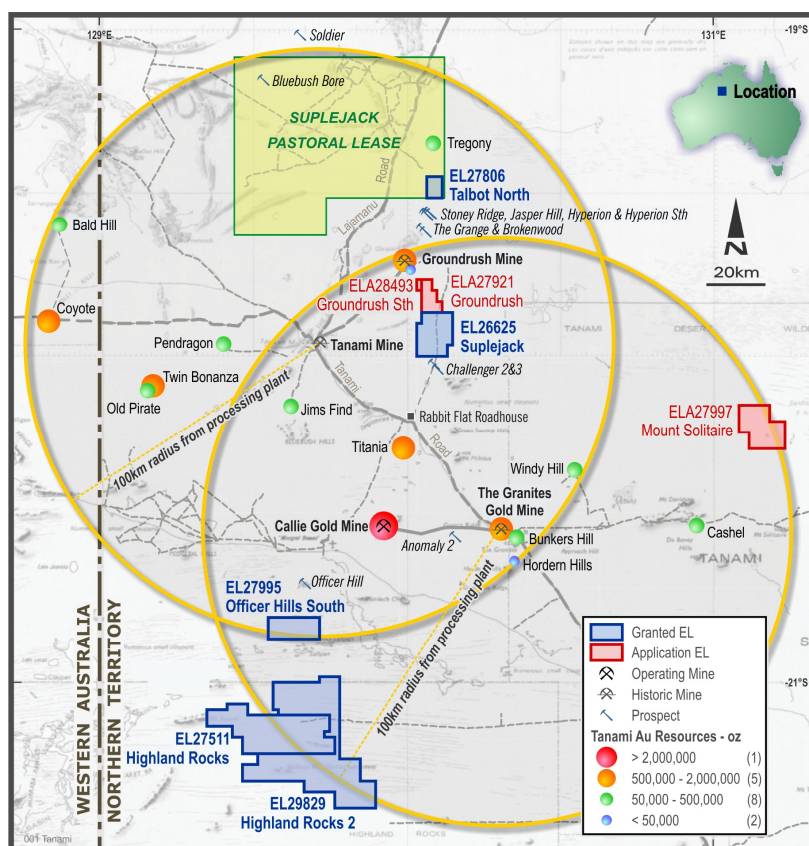 129°E
131°E
-19°S
Soldier
Bluebush Bore
SUPLEJACK
PASTORAL LEASE
Tregony
Location
EL27806
Talbot North
Lajamanu
Road
Stoney Ridge, Jasper Hill, Hyperion & Hyperion Sth
The Grange & Brokenwood
Bald Hill
N
20km
Groundrush Mine
ELA28493
Groundrush Sth
ELA27921
Groundrush
Coyote
EL26625
Suplejack
TANAMI
DESERT
Pendragon
Tanami Mine
Challenger 2&3
Twin Bonanza
Old Pirate
Tanami
Road
Jims Find
Rabbit Flat Roadhouse
ELA27997
Mount Solitaire
100km radius from processing plant
Titania
Windy Hill
The Granites
Gold Mine
Callie Gold Mine
Anomaly 2
Bunkers Hill
Cashel
Hordern Hills
TANAMI
EL27995
Officer Hills South
Officer Hill
100km radius from processing plant
WESTERN AUSTRALIA
NORTHERN TERRITORY
-21°S
EL27511
Highland Rocks
EL29829
Highland Rocks 2
HIGHLAND ROCKS
Granted EL
Application EL
Operating Mine
Historic Mine
Prospect
Tanami Au Resources - oz
> 2,000,000 (1)
500,000 - 2,000,000 (5)
50,000 - 500,000 (8)
< 50,000 (2)
001 Tanami